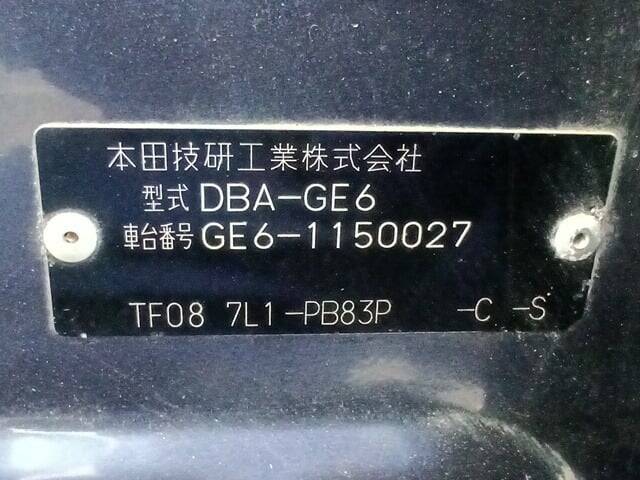 本田技研工業株式会社
型式 DBA-GE6
車台番号 GE6-1150027
TF08 7L1-PB83P -C -S